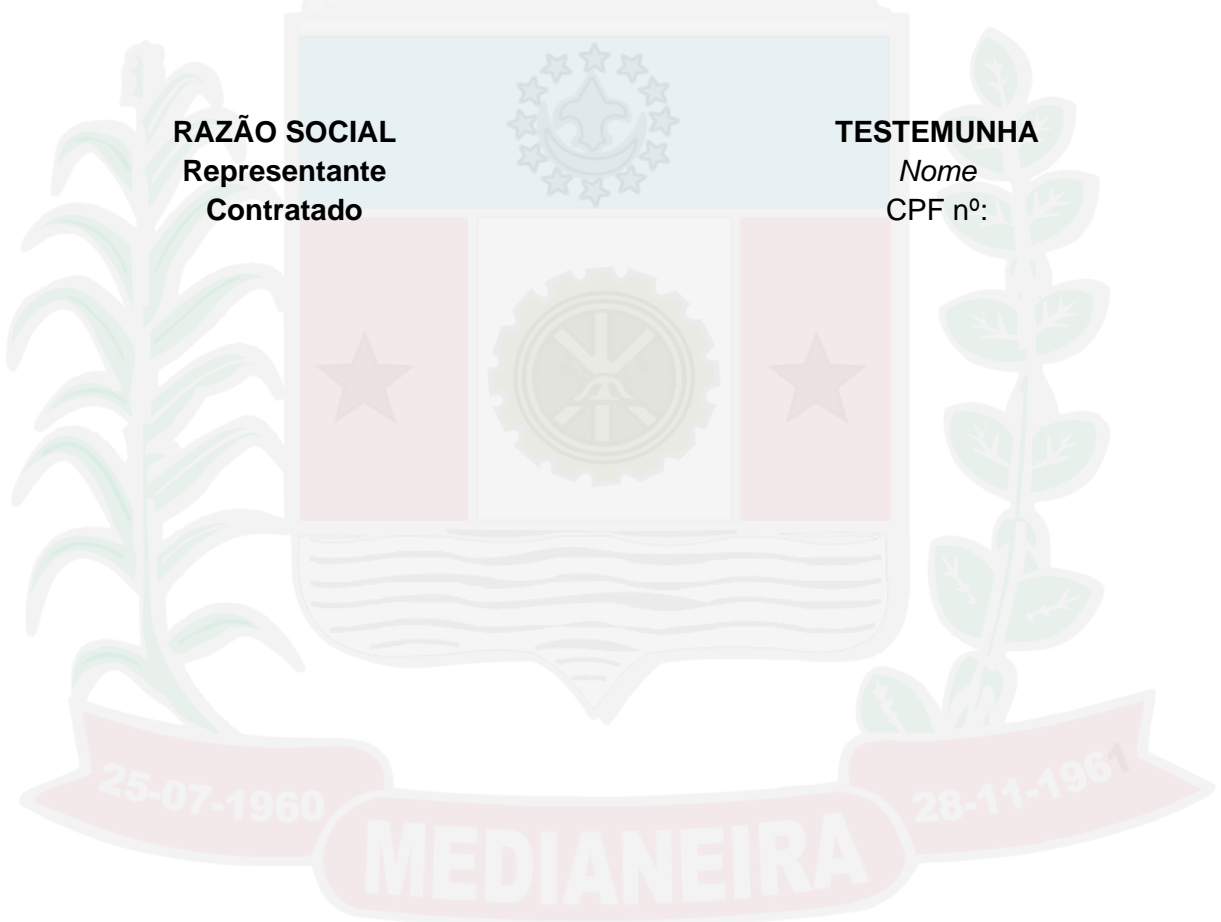 RAZÃO SOCIAL
Representante
Contratado
TESTEMUNHA
Nome
CPF nº:
25-07-1960
MEDIANEIRA
28-11-1961